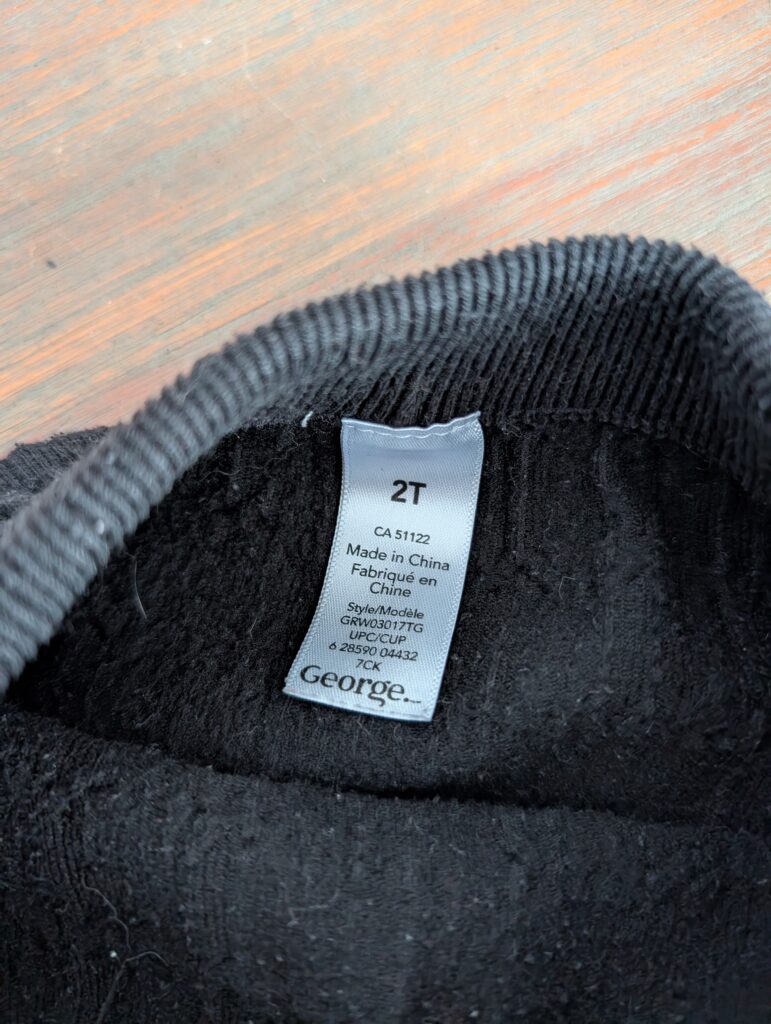 2T
CA 51122
Made in China
Fabriqué en
Chine
Style/Modèle
GRW03017TG
UPC/CUP
6 28590 04432
7CK
George.